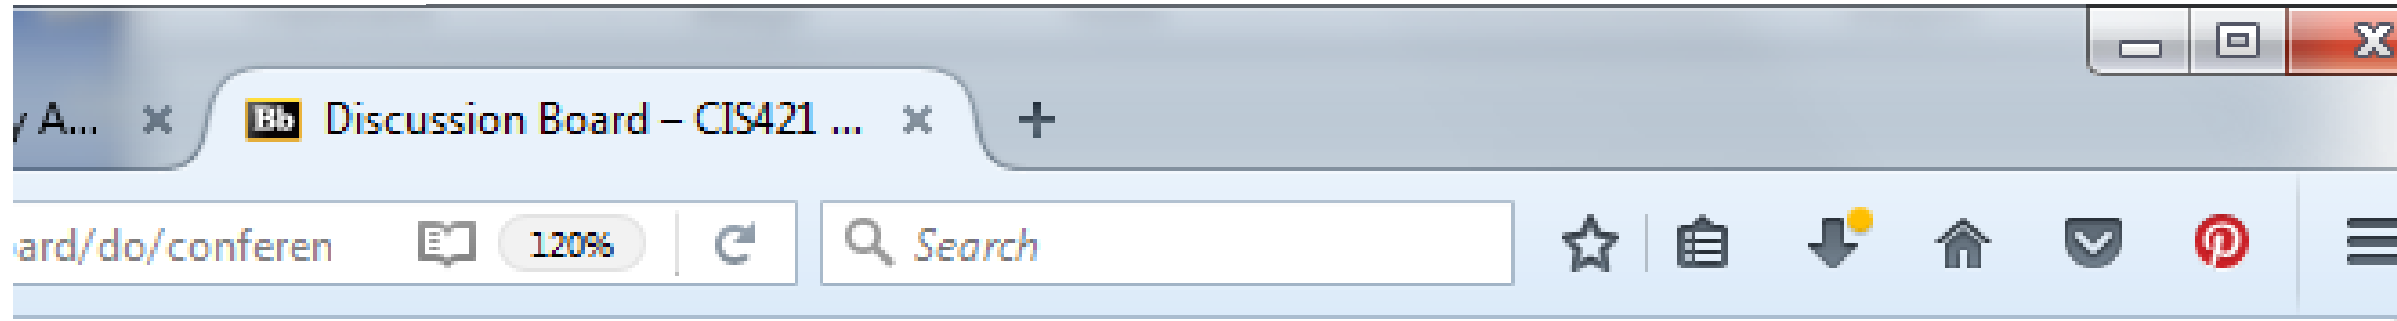 y A...
Bb Discussion Board – CIS421 ...
ard/do/conferen 120% Search